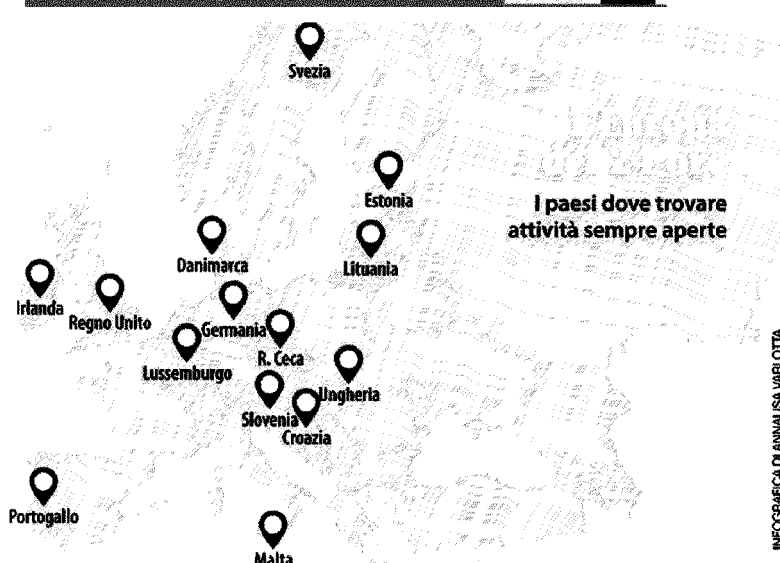 Svezia
Estonia
I paesi dove trovare
attività sempre aperte
Danimarca
Lituania
Irlanda
Regno Unito
Germania
R. Ceca
Lussemburgo
Ungheria
Slovenia
Croazia
Portogallo
Malta
INFOGRAFICA DI ANNALISA VARLOTTA